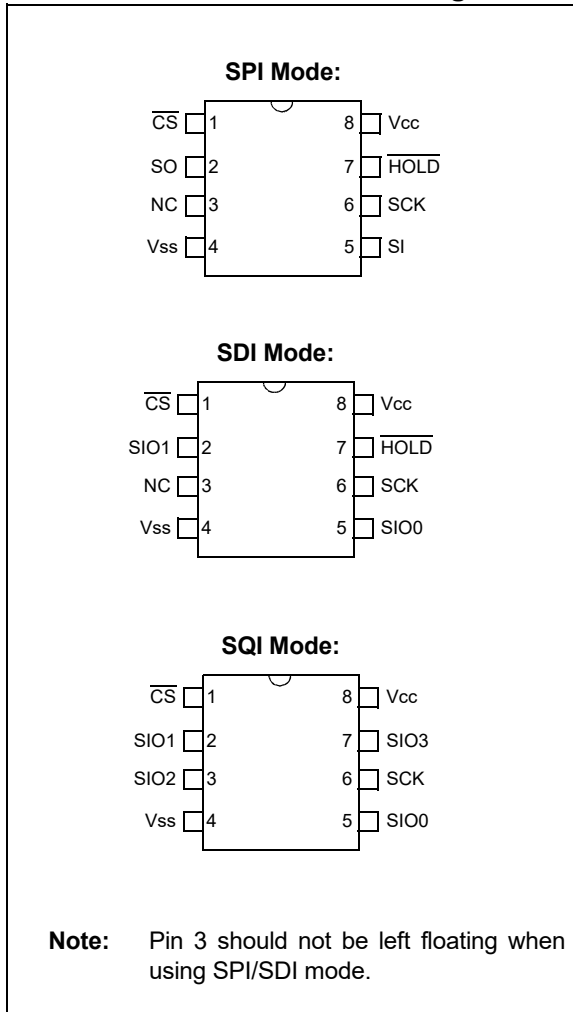 SPI Mode:
CS 1 8 Vcc
SO 2 7 HOLD
NC 3 6 SCK
Vss 4 5 SI
SDI Mode:
CS 1 8 Vcc
SIO1 2 7 HOLD
NC 3 6 SCK
Vss 4 5 SIO0
SQI Mode:
CS 1 8 Vcc
SIO1 2 7 SIO3
SIO2 3 6 SCK
Vss 4 5 SIO0
Note: Pin 3 should not be left floating when
using SPI/SDI mode.